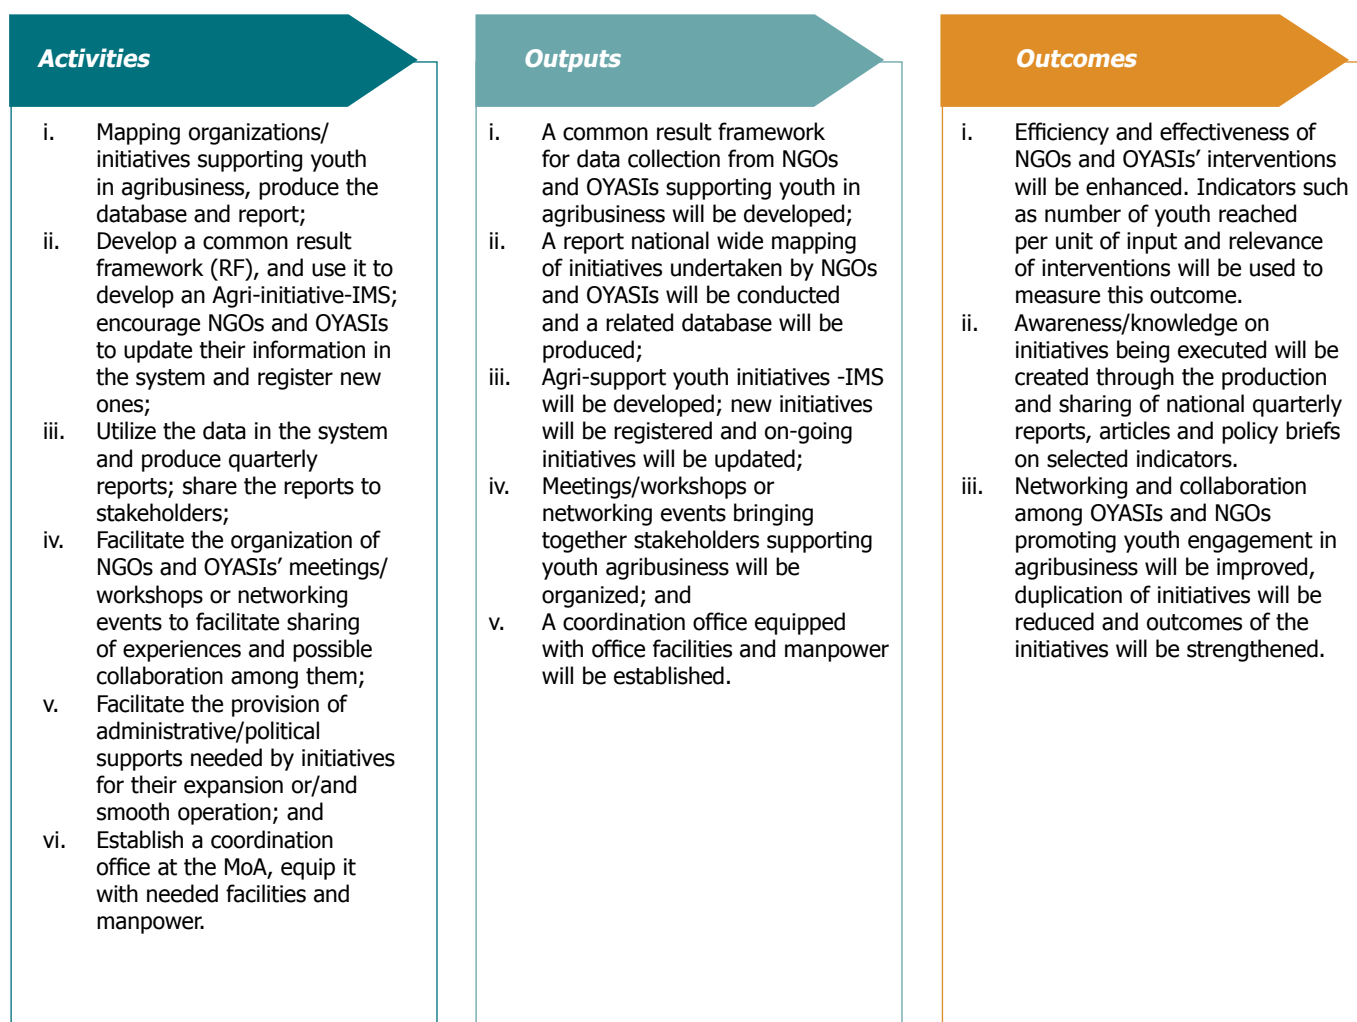 Activities
i. Mapping organizations/
initiatives supporting youth
in agribusiness, produce the
database and report;
ii. Develop a common result
framework (RF), and use it to
develop an Agri-initiative-IMS;
encourage NGOs and OYASIs
to update their information in
the system and register new
ones;
iii. Utilize the data in the system
and produce quarterly
reports; share the reports to
stakeholders;
iv. Facilitate the organization of
NGOs and OYASIs’ meetings/
workshops or networking
events to facilitate sharing
of experiences and possible
collaboration among them;
v. Facilitate the provision of
administrative/political
supports needed by initiatives
for their expansion or/and
smooth operation; and
vi. Establish a coordination
office at the MoA, equip it
with needed facilities and
manpower.
Outputs
i. A common result framework
for data collection from NGOs
and OYASIs supporting youth in
agribusiness will be developed;
ii. A report national wide mapping
of initiatives undertaken by NGOs
and OYASIs will be conducted
and a related database will be
produced;
iii. Agri-support youth initiatives -IMS
will be developed; new initiatives
will be registered and on-going
initiatives will be updated;
iv. Meetings/workshops or
networking events bringing
together stakeholders supporting
youth agribusiness will be
organized; and
v. A coordination office equipped
with office facilities and manpower
will be established.
Outcomes
i. Efficiency and effectiveness of
NGOs and OYASIs’ interventions
will be enhanced. Indicators such
as number of youth reached
per unit of input and relevance
of interventions will be used to
measure this outcome.
ii. Awareness/knowledge on
initiatives being executed will be
created through the production
and sharing of national quarterly
reports, articles and policy briefs
on selected indicators.
iii. Networking and collaboration
among OYASIs and NGOs
promoting youth engagement in
agribusiness will be improved,
duplication of initiatives will be
reduced and outcomes of the
initiatives will be strengthened.